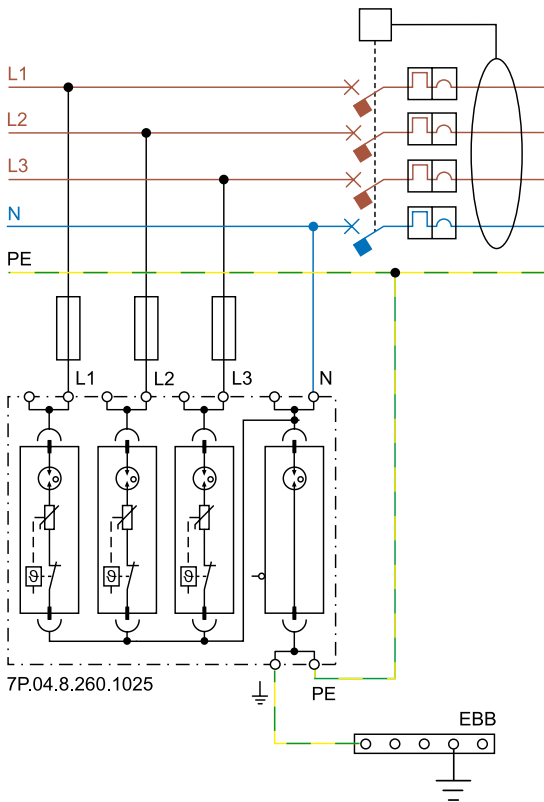 L1
L2
L3
N
PE
L1 L2 L3 N
ϑ ϑ ϑ
7P.04.8.260.1025
PE
EBB